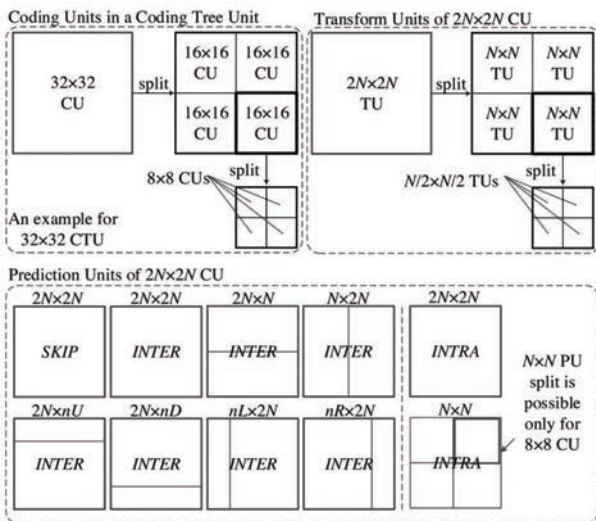 Coding Units in a Coding Tree Unit
32×32
CU
split
16×16
CU
16×16
CU
16×16
CU
16×16
CU
split
8×8 CUs
An example for
32×32 CTU
Transform Units of 2N×2N CU
2N×2N
TU
split
N×N
TU
N×N
TU
N×N
TU
N×N
TU
split
N/2×N/2 TUs
Prediction Units of 2N×2N CU
2N×2N
SKIP
2N×2N
INTER
2N×N
INTER
N×2N
INTER
2N×2N
INTRA
2N×nU
INTER
2N×nD
INTER
nL×2N
INTER
nR×2N
INTER
N×N
INTRA
N×N PU
split is
possible
only for
8×8 CU